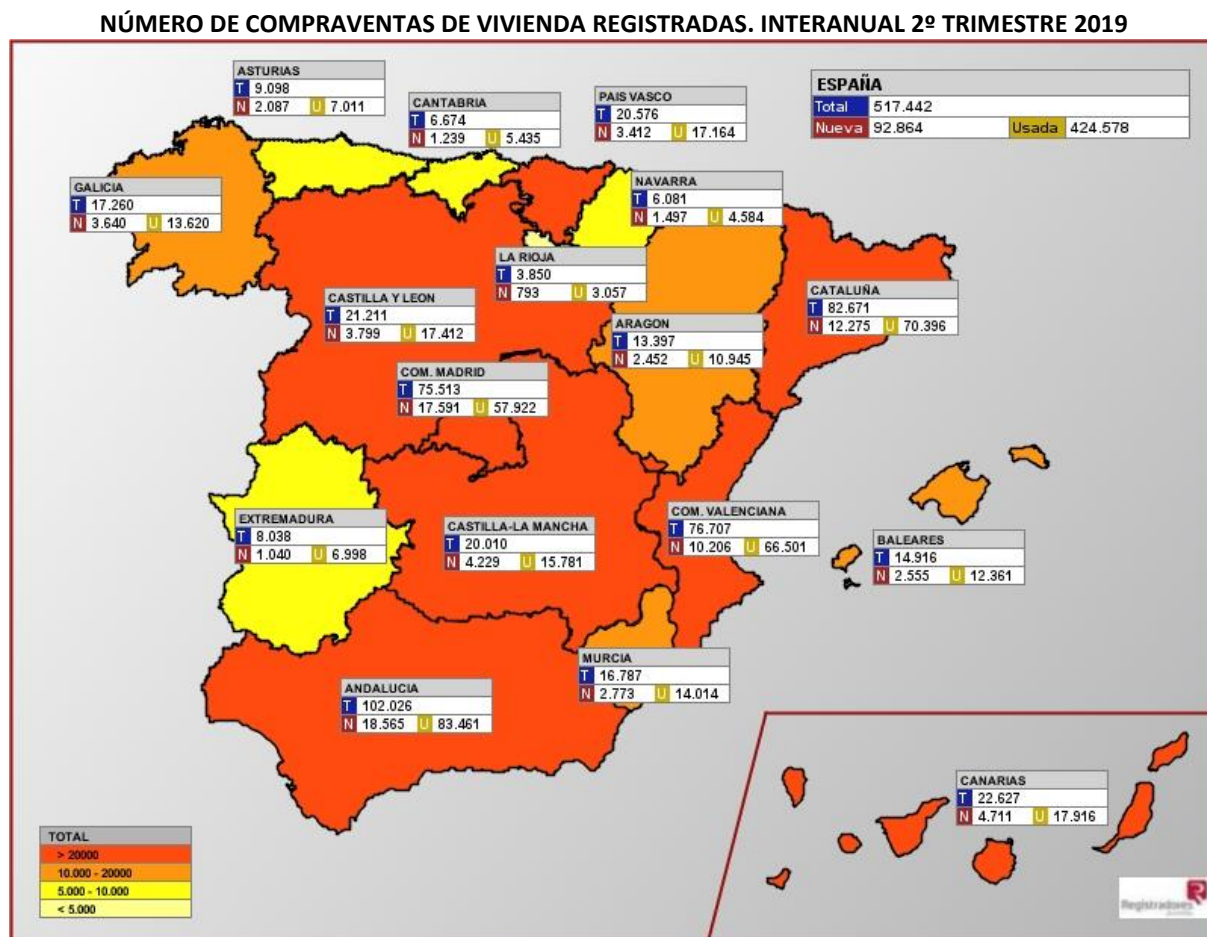 NÚMERO DE COMPRAVENTAS DE VIVIENDA REGISTRADAS. INTERANUAL 2º TRIMESTRE 2019
ASTURIAS
T 9.098
N 2.087 U 7.011
CANTABRIA
T 6.674
N 1.239 U 5.435
PAIS VASCO
T 20.576
N 3.412 U 17.164
ESPAÑA
Total 517.442
Nueva 92.864 Usada 424.578
GALICIA
T 17.260
N 3.640 U 13.620
NAVARRA
T 6.081
N 1.497 U 4.584
LA RIOJA
T 3.850
N 793 U 3.057
CASTILLA Y LEON
T 21.211
N 3.799 U 17.412
CATALUÑA
T 82.671
N 12.275 U 70.396
ARAGON
T 13.397
N 2.452 U 10.945
COM. MADRID
T 75.513
N 17.591 U 57.922
EXTREMADURA
T 8.038
N 1.040 U 6.998
CASTILLA-LA MANCHA
T 20.010
N 4.229 U 15.781
COM. VALENCIANA
T 76.707
N 10.206 U 66.501
BALEARES
T 14.916
N 2.555 U 12.361
MURCIA
T 16.787
N 2.773 U 14.014
ANDALUCIA
T 102.026
N 18.565 U 83.461
CANARIAS
T 22.627
N 4.711 U 17.916
TOTAL
> 20000
10.000 - 20000
5.000 - 10.000
< 5.000
Registradores